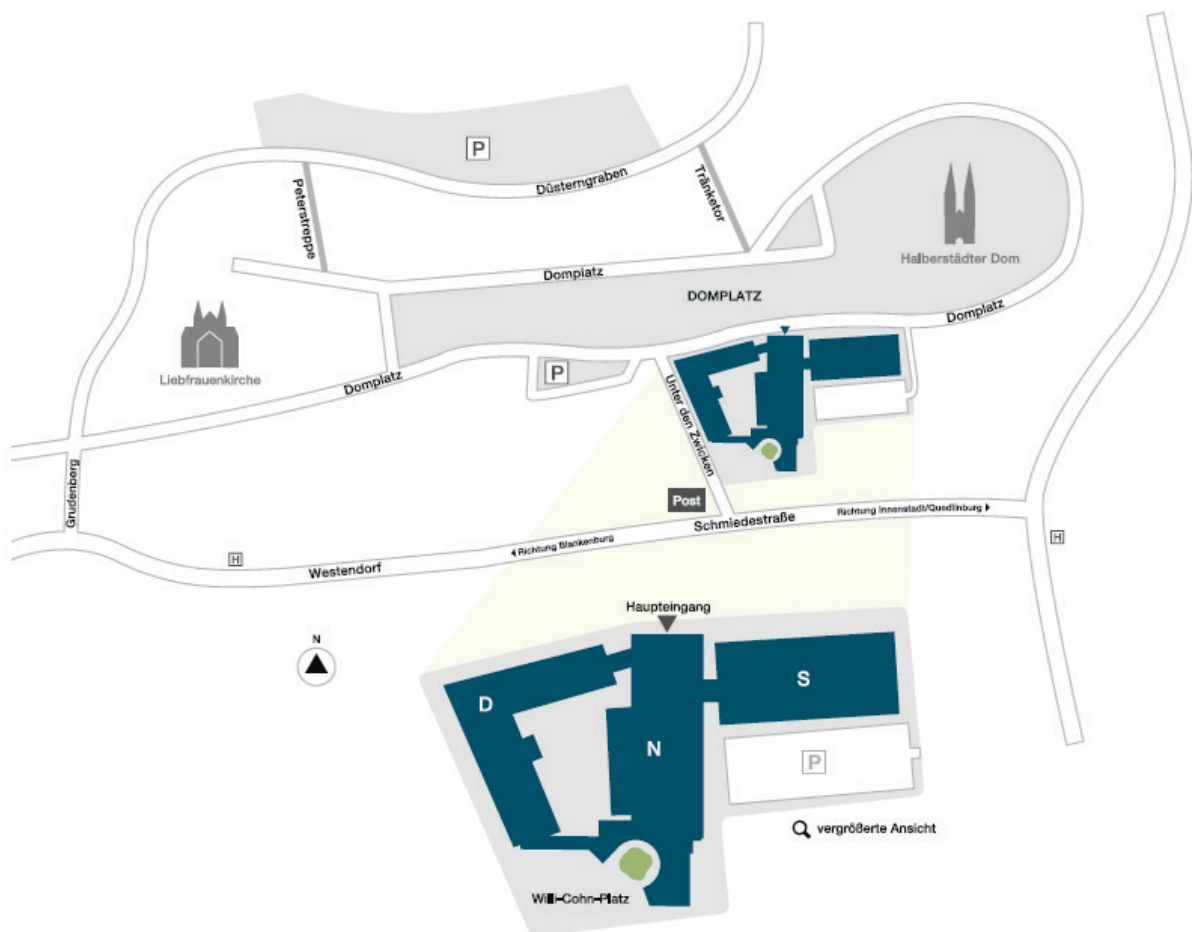 P
Düsterngraben
Peterstreppe
Tränketor
Halberstädter Dom
Domplatz
DOMPLATZ
Domplatz
Liebfrauenkirche
Domplatz
P
Unter den Zwicken
Grudenberg
Post
Schmiedestraße
Richtung Innenstadt/Quedlinburg
Richtung Blankenburg
H
H
Westendorf
Haupteingang
N
D
S
N
P
vergrößerte Ansicht
Willi-Cohn-Platz